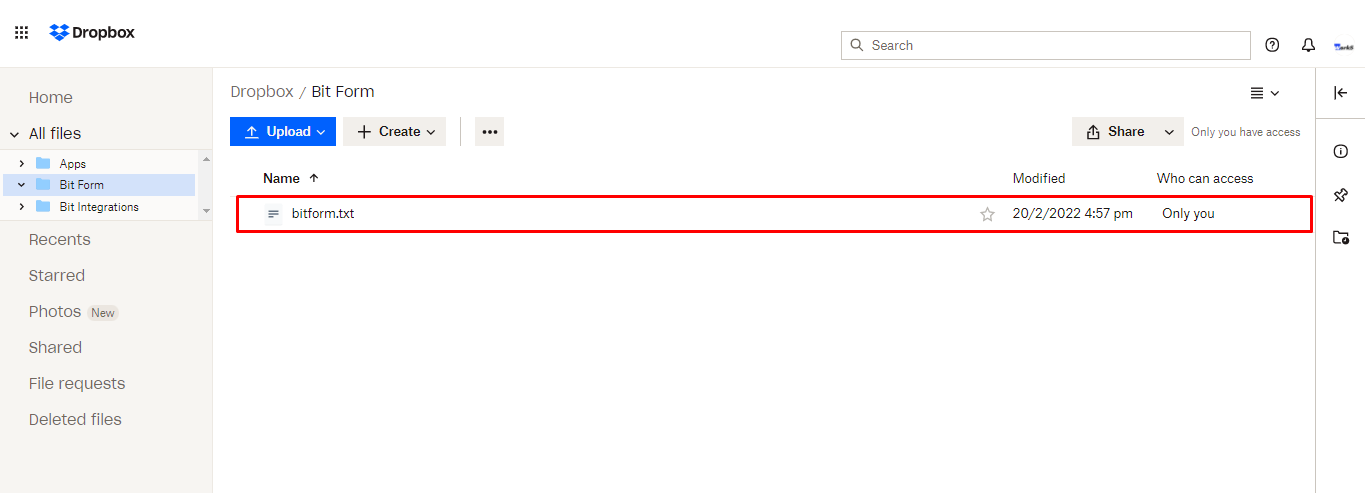 Dropbox
Search
Home
All files
Apps
Bit Form
Bit Integrations
Recents
Starred
Photos New
Shared
File requests
Deleted files
Dropbox / Bit Form
Upload Create ••• Share Only you have access
Name Modified Who can access
bitform.txt 20/2/2022 4:57 pm Only you